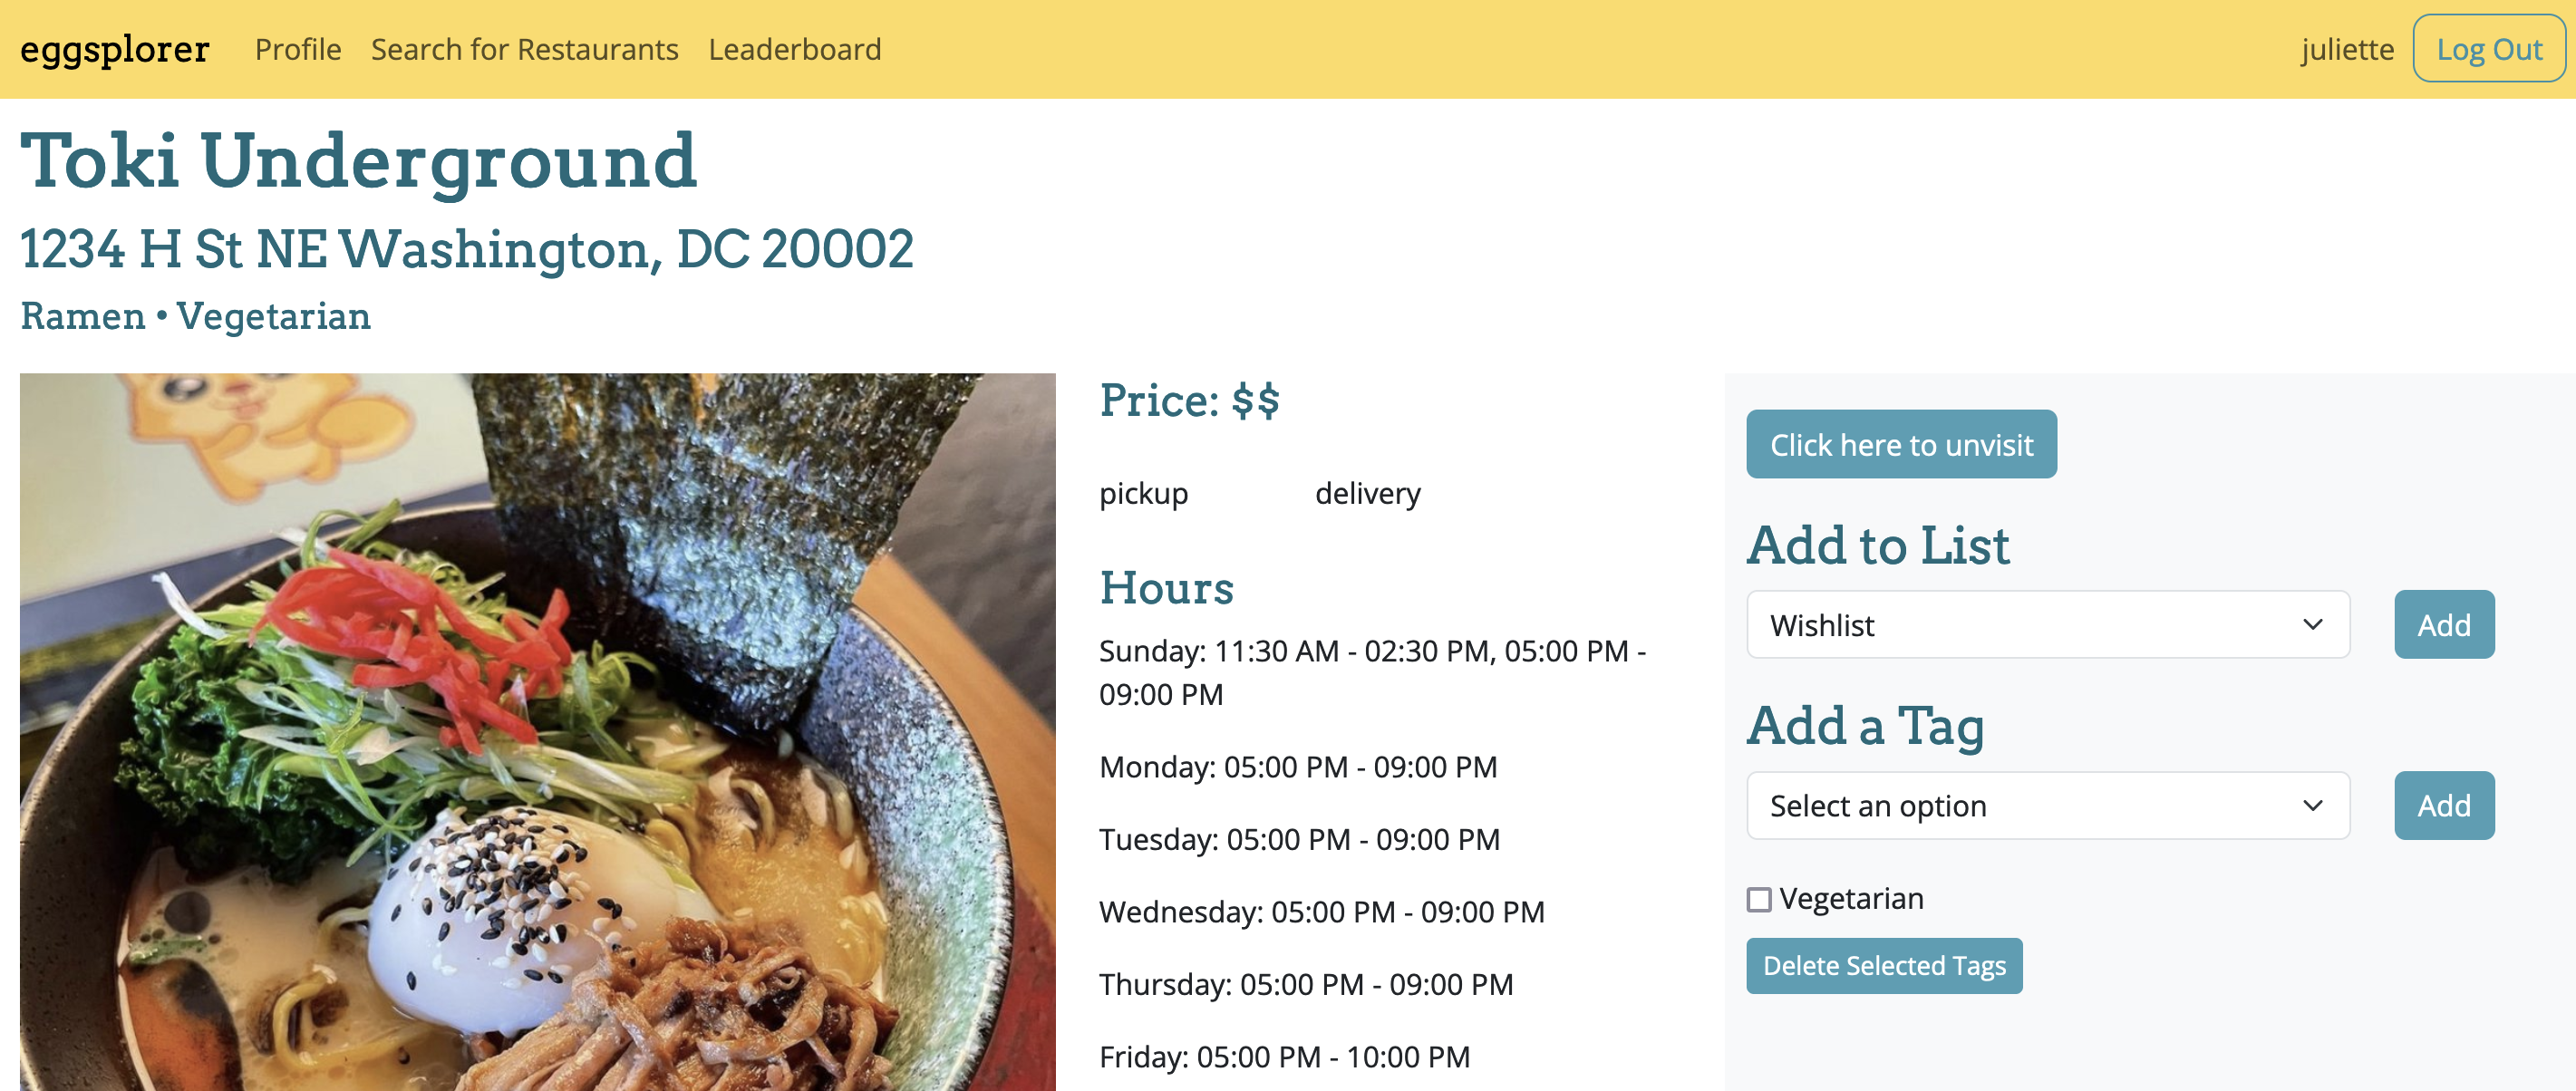 eggsplorer Profile Search for Restaurants Leaderboard juliette Log Out
Toki Underground
1234 H St NE Washington, DC 20002
Ramen • Vegetarian
Price: $$
pickup delivery
Hours
Sunday: 11:30 AM - 02:30 PM, 05:00 PM -
09:00 PM
Monday: 05:00 PM - 09:00 PM
Tuesday: 05:00 PM - 09:00 PM
Wednesday: 05:00 PM - 09:00 PM
Thursday: 05:00 PM - 09:00 PM
Friday: 05:00 PM - 10:00 PM
Click here to unvisit
Add to List
Wishlist Add
Add a Tag
Select an option Add
Vegetarian
Delete Selected Tags